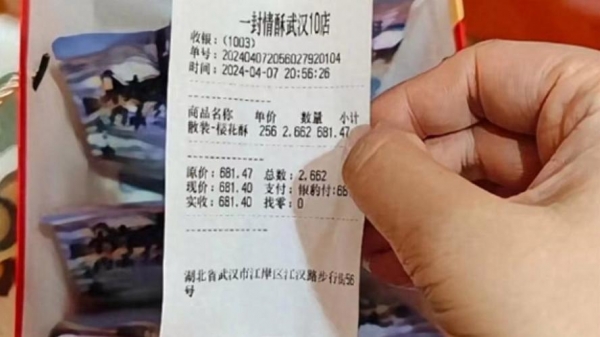 一封情酥武汉10店
收银:(1003)
单号:202404072056027920104
时间:2024-04-07 20:56:26
商品名称 单价 数量 小计
散装-桜花酥 256 2.662 681.47
原价:681.47 总数:2.662
现价:681.40 支付:银豹付:68
实收:681.40 找零:0
湖北省武汉市江岸区江汉路步行街56
号